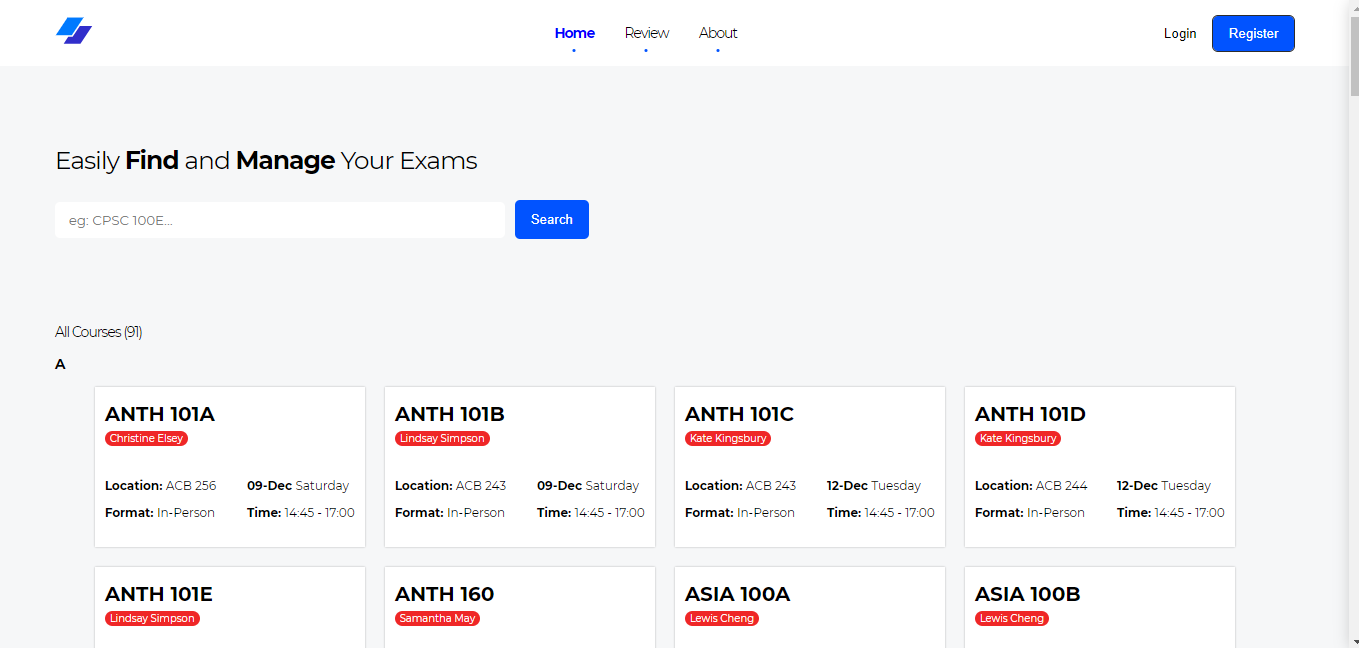 Home Review About Login Register
Easily Find and Manage Your Exams
eg: CPSC 100E... Search
All Courses (91)
A
ANTH 101A
Christine Elsey
Location: ACB 256 09-Dec Saturday
Format: In-Person Time: 14:45 - 17:00
ANTH 101B
Lindsay Simpson
Location: ACB 243 09-Dec Saturday
Format: In-Person Time: 14:45 - 17:00
ANTH 101C
Kate Kingsbury
Location: ACB 243 12-Dec Tuesday
Format: In-Person Time: 14:45 - 17:00
ANTH 101D
Kate Kingsbury
Location: ACB 244 12-Dec Tuesday
Format: In-Person Time: 14:45 - 17:00
ANTH 101E
Lindsay Simpson
ANTH 160
Samantha May
ASIA 100A
Lewis Cheng
ASIA 100B
Lewis Cheng